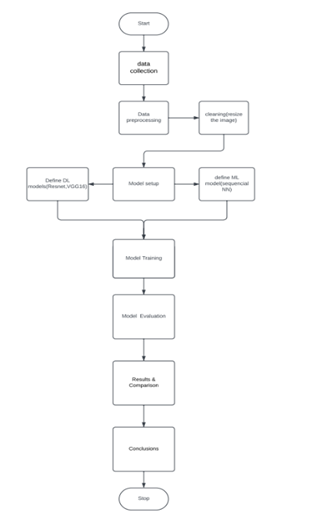 Start
data
collection
Data
preprocessing
cleaning(resize
the image)
Define DL
models(Resnet,VGG16)
Model setup
define ML
model(sequencial
NN)
Model Training
Model Evaluation
Results &
Comparison
Conclusions
Stop